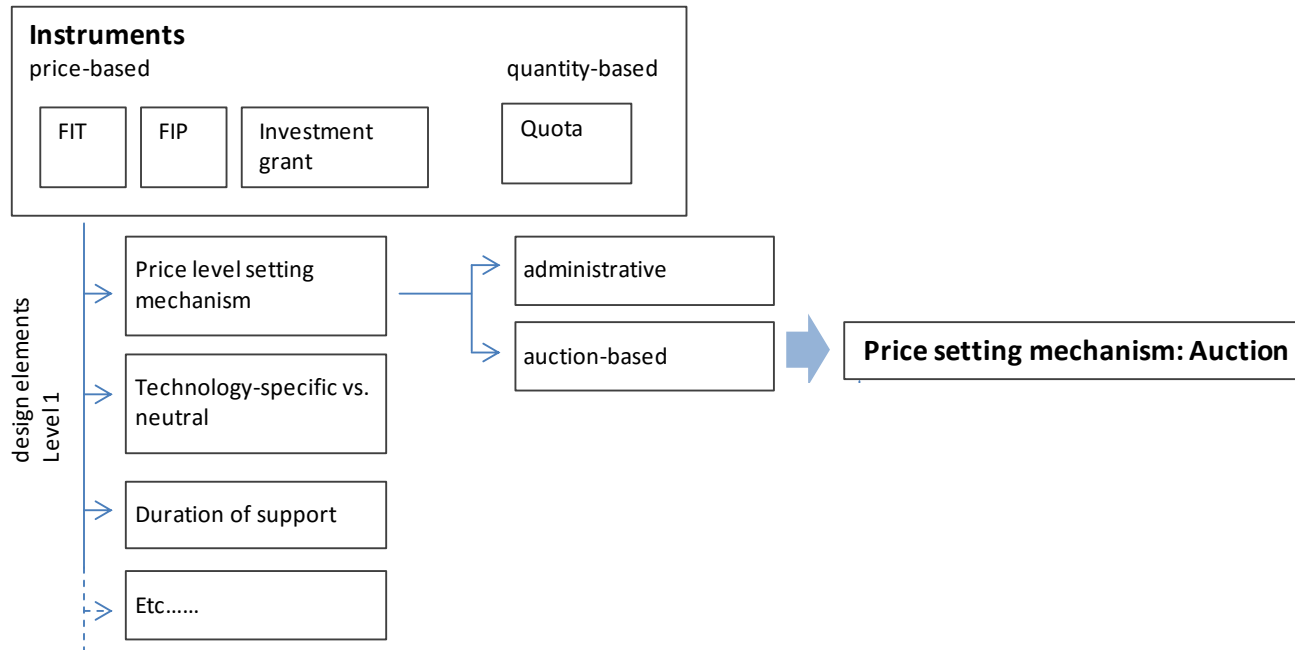 Instruments
price-based
quantity-based
FIT
FIP
Investment
grant
Quota
design elements
Level 1
Price level setting
mechanism
administrative
auction-based
Price setting mechanism: Auction
Technology-specific vs.
neutral
Duration of support
Etc......